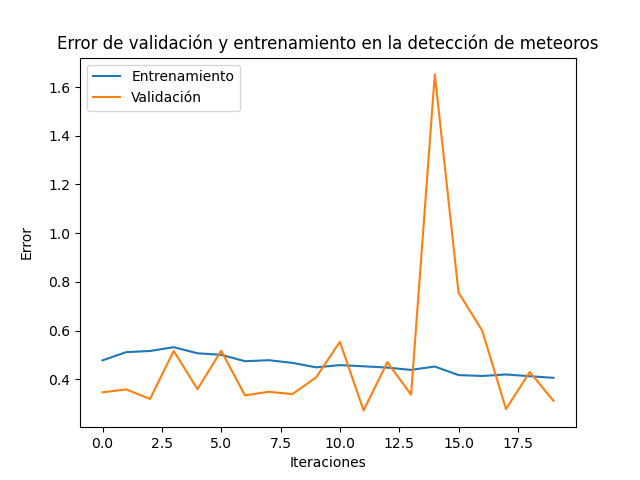 Error de validación y entrenamiento en la detección de meteoros
Entrenamiento
Validación
1.6
1.4
1.2
1.0
0.8
0.6
0.4
Error
0.0 2.5 5.0 7.5 10.0 12.5 15.0 17.5
Iteraciones